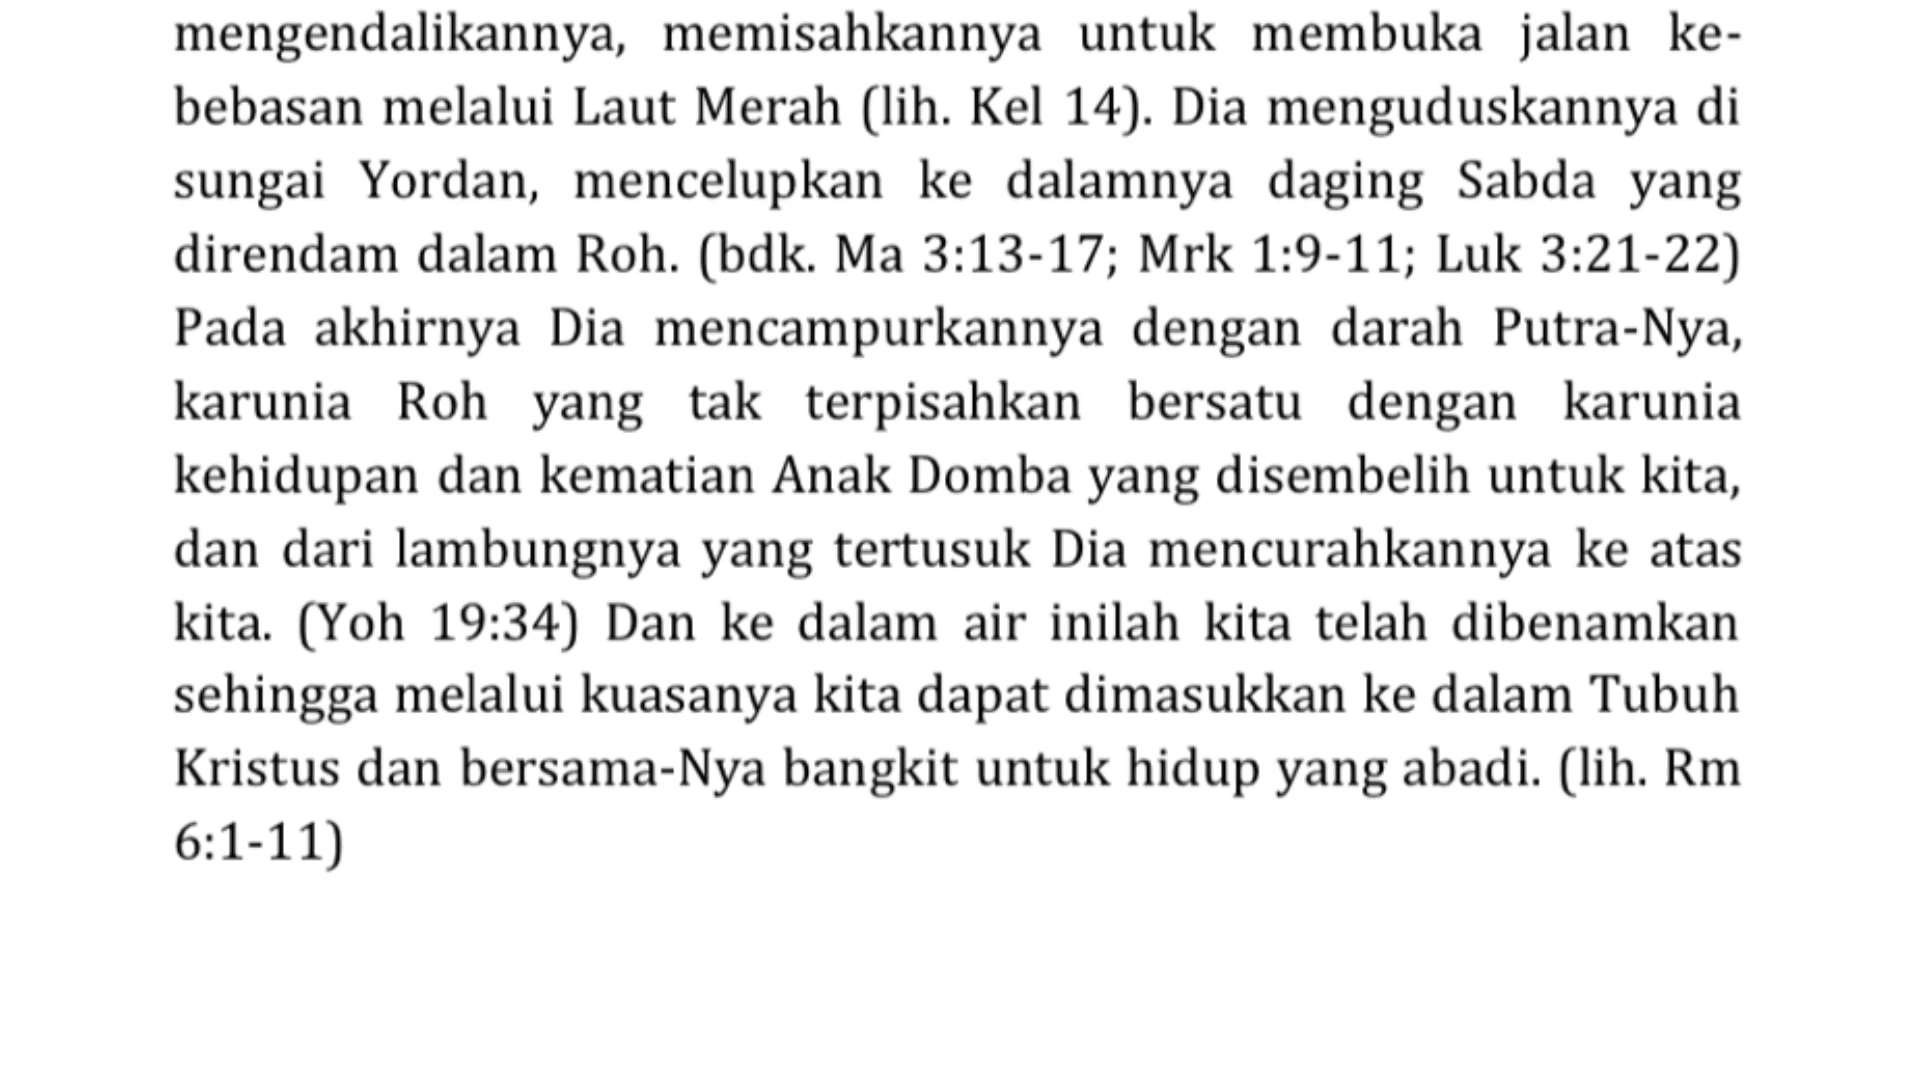 mengendalikannya, memisahkannya untuk membuka jalan ke-
bebasan melalui Laut Merah (lih. Kel 14). Dia menguduskannya di
sungai Yordan, mencelupkan ke dalamnya daging Sabda yang
direndam dalam Roh. (bdk. Ma 3:13-17; Mrk 1:9-11; Luk 3:21-22)
Pada akhirnya Dia mencampurkannya dengan darah Putra-Nya,
karunia Roh yang tak terpisahkan bersatu dengan karunia
kehidupan dan kematian Anak Domba yang disembelih untuk kita,
dan dari lambungnya yang tertusuk Dia mencurahkannya ke atas
kita. (Yoh 19:34) Dan ke dalam air inilah kita telah dibenamkan
sehingga melalui kuasanya kita dapat dimasukkan ke dalam Tubuh
Kristus dan bersama-Nya bangkit untuk hidup yang abadi. (lih. Rm
6:1-11)